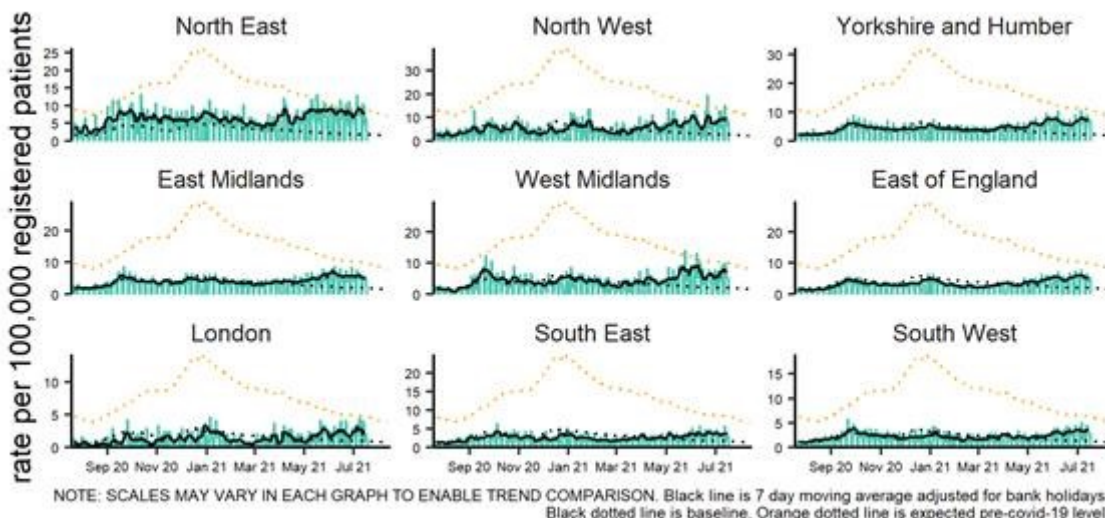 rate per 100,000 registered patients
North East
North West
Yorkshire and Humber
25
20
15
10
5
0
30
20
10
0
30
20
10
0
East Midlands
West Midlands
East of England
20
10
0
20
10
0
20
10
0
London
South East
South West
10
5
0
20
15
10
5
0
15
10
5
0
Sep 20 Nov 20 Jan 21 Mar 21 May 21 Jul 21
Sep 20 Nov 20 Jan 21 Mar 21 May 21 Jul 21
Sep 20 Nov 20 Jan 21 Mar 21 May 21 Jul 21
NOTE: SCALES MAY VARY IN EACH GRAPH TO ENABLE TREND COMPARISON. Black line is 7 day moving average adjusted for bank holidays
Black dotted line is baseline. Orange dotted line is expected pre-covid-19 level